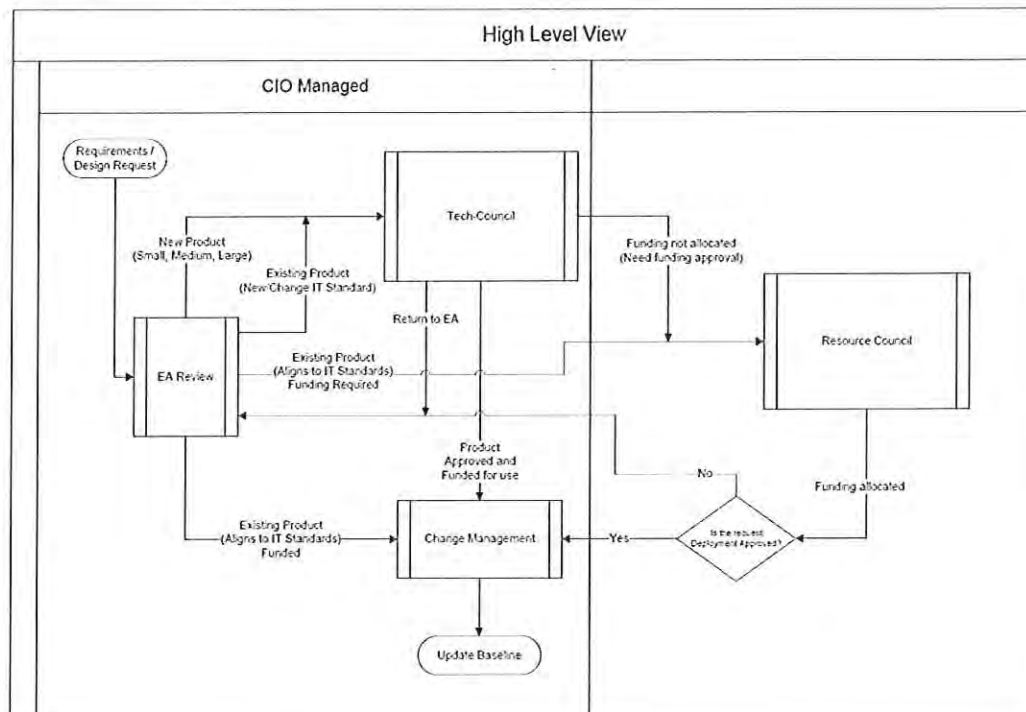 High Level View
CIO Managed
Requirements /
Design Request
Tech-Council
New Product
(Small, Medium, Large)
Existing Product
(New/Change IT Standard)
Funding not allocated
(Need funding approval)
Return to EA
Resource Council
EA Review
Existing Product
(Aligns to IT Standards)
Funding Required
Product
Approved and
Funded for use
No
Funding allocated
Existing Product
(Aligns to IT Standards)
Funded
Change Management
Yes
Is the request
Deployment Approved?
Update Baseline